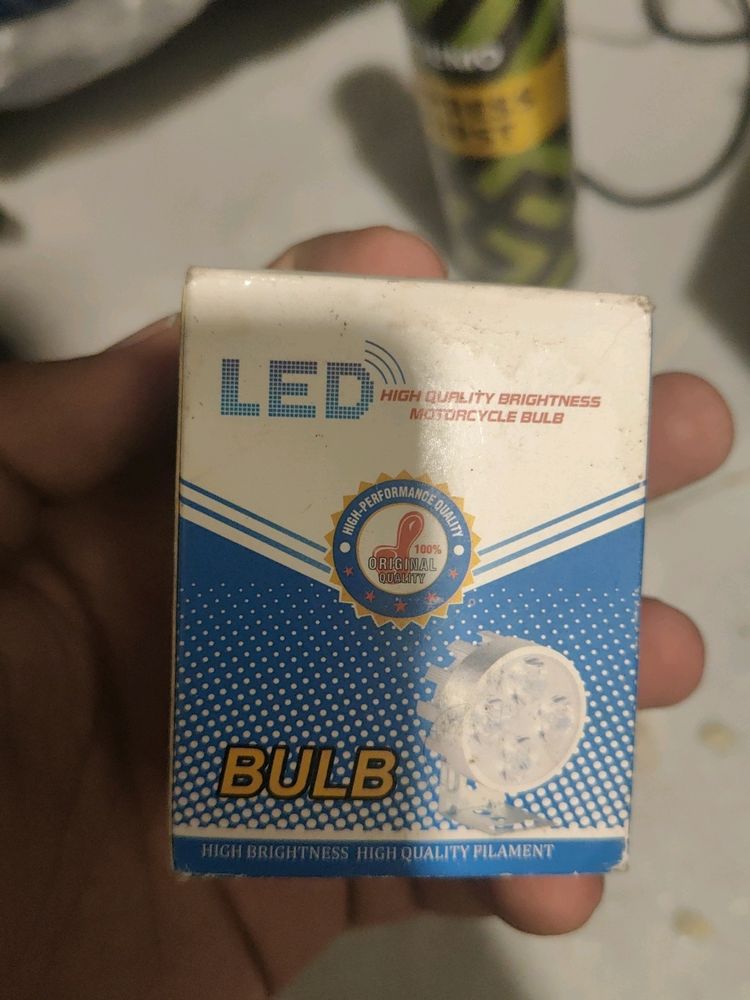 LED
HIGH QUALITY BRIGHTNESS
MOTORCYCLE BULB
HIGH-PERFORMANCE QUALITY
100%
ORIGINAL
QUALITY
BULB
HIGH BRIGHTNESS HIGH QUALITY FILAMENT